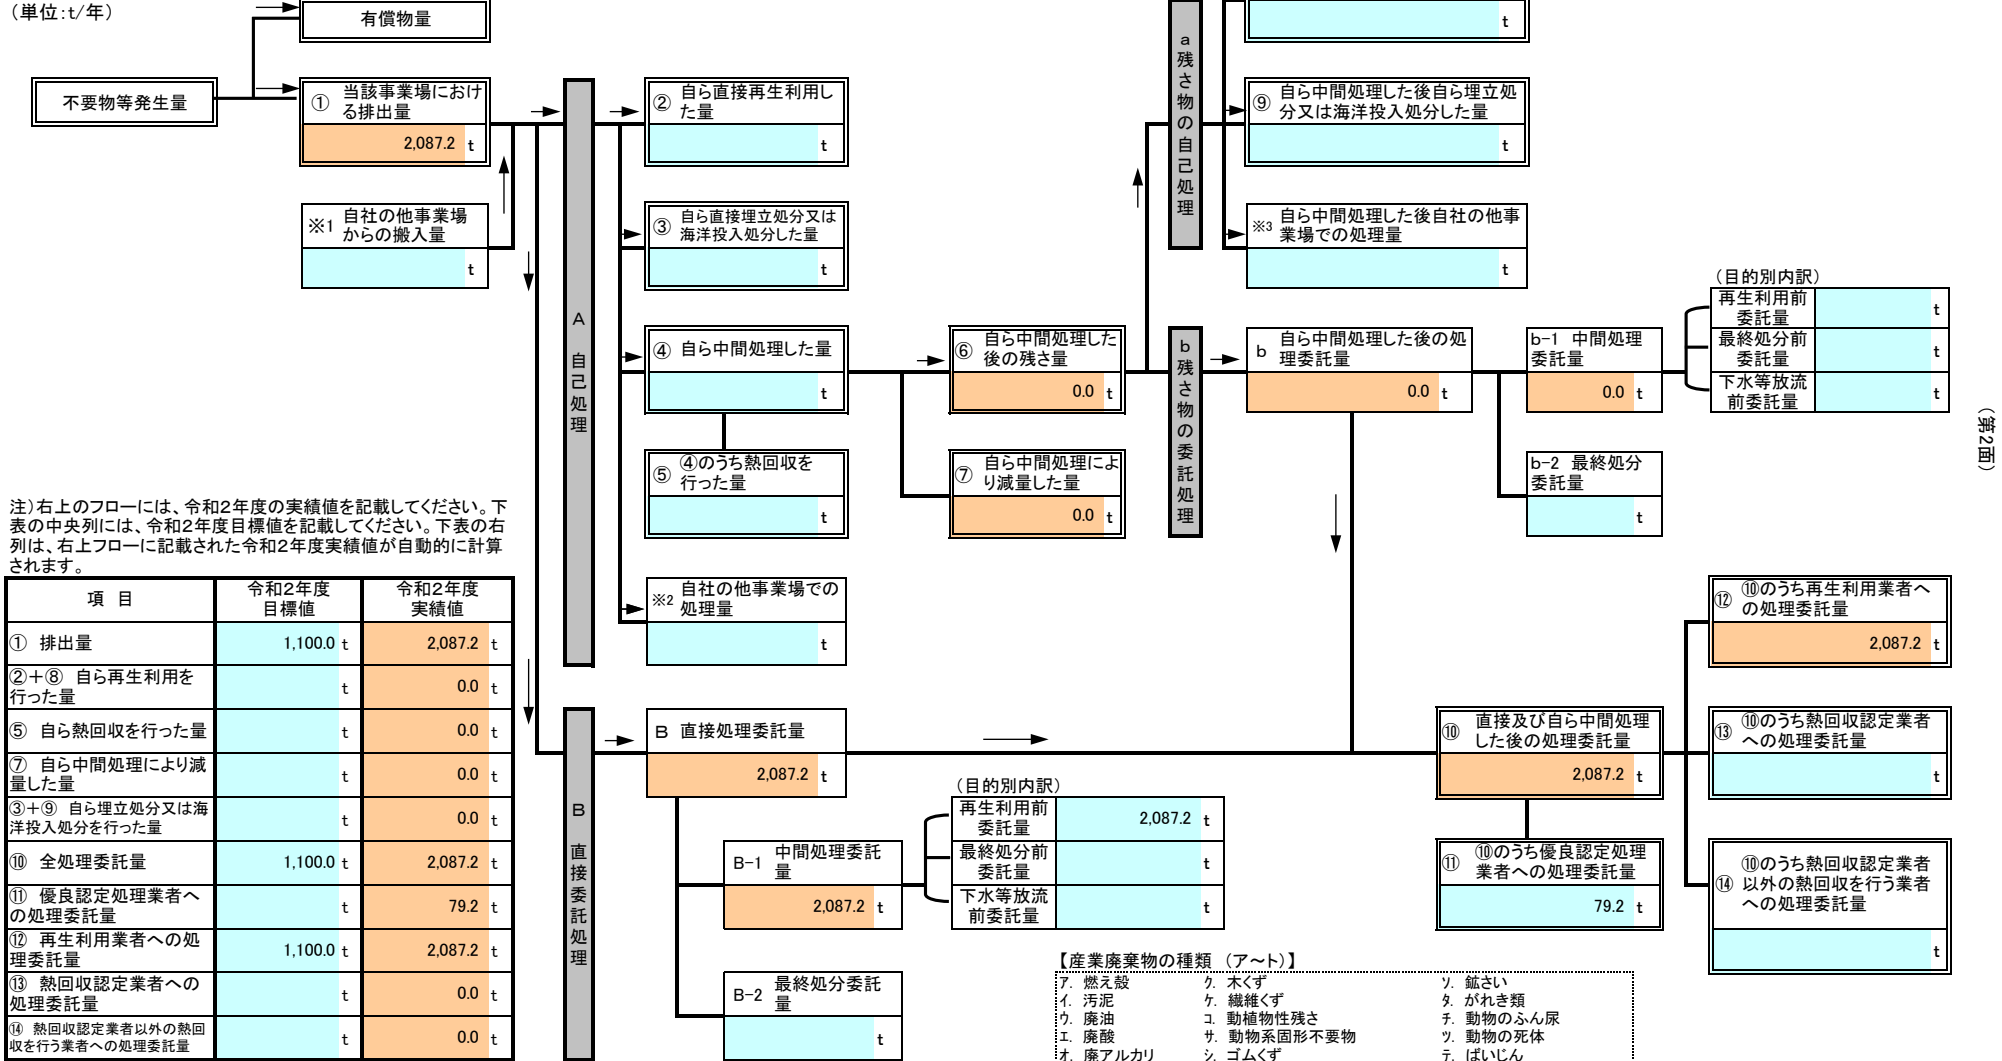 （単位：t/年）
有償物量
不要物等発生量
① 当該事業場におけ
る排出量
2,087.2 t
※1 自社の他事業場
からの搬入量
t
A 自己処理
② 自ら直接再生利用し
た量
t
③ 自ら直接埋立処分又は
海洋投入処分した量
t
④ 自ら中間処理した量
t
⑤ ④のうち熱回収を
行った量
t
※2 自社の他事業場での
処理量
t
⑥ 自ら中間処理した
後の残さ量
0.0 t
⑦ 自ら中間処理によ
り減量した量
0.0 t
a 残さ物の自己処理
t
⑨ 自ら中間処理した後自ら埋立処
分又は海洋投入処分した量
t
※3 自ら中間処理した後自社の他事
業場での処理量
t
b 残さ物の委託処理
b 自ら中間処理した後の処
理委託量
0.0 t
b-1 中間処理
委託量
0.0 t
（目的別内訳）
再生利用前
委託量
t
最終処分前
委託量
t
下水等放流
前委託量
t
b-2 最終処分
委託量
t
（第2面）
注）右上のフローには、令和２年度の実績値を記載してください。下
表の中央列には、令和２年度目標値を記載してください。下表の右
列は、右上フローに記載された令和２年度実績値が自動的に計算
されます。
項 目 令和２年度目標値 令和２年度実績値
① 排出量 1,100.0 t 2,087.2 t
②＋⑧ 自ら再生利用を
行った量 t 0.0 t
⑤ 自ら熱回収を行った量 t 0.0 t
⑦ 自ら中間処理により減
量した量 t 0.0 t
③＋⑨ 自ら埋立処分又は海
洋投入処分を行った量 t 0.0 t
⑩ 全処理委託量 1,100.0 t 2,087.2 t
⑪ 優良認定処理業者へ
の処理委託量 t 79.2 t
⑫ 再生利用業者への処
理委託量 1,100.0 t 2,087.2 t
⑬ 熱回収認定業者への
処理委託量 t 0.0 t
⑭ 熱回収認定業者以外の熱回
収を行う業者への処理委託量 t 0.0 t
B 直接委託処理
B 直接処理委託量
2,087.2 t
B-1 中間処理委託
量
2,087.2 t
（目的別内訳）
再生利用前
委託量
2,087.2 t
最終処分前
委託量
t
下水等放流
前委託量
t
B-2 最終処分委託
量
t
⑩ 直接及び自ら中間処理
した後の処理委託量
2,087.2 t
⑪ ⑩のうち優良認定処理
業者への処理委託量
79.2 t
⑫ ⑩のうち再生利用業者へ
の処理委託量
2,087.2 t
⑬ ⑩のうち熱回収認定業者
への処理委託量
t
⑭ ⑩のうち熱回収認定業者
以外の熱回収を行う業者
への処理委託量
t
【産業廃棄物の種類 （ア～ト）】
ｱ. 燃え殻 ｸ. 木くず ｿ. 鉱さい
ｲ. 汚泥 ｹ. 繊維くず ﾀ. がれき類
ｳ. 廃油 ｺ. 動植物性残さ ﾁ. 動物のふん尿
ｴ. 廃酸 ｻ. 動物系固形不要物 ﾂ. 動物の死体
ｵ. 廃アルカリ ｼ. ゴムくず ﾃ. ばいじん